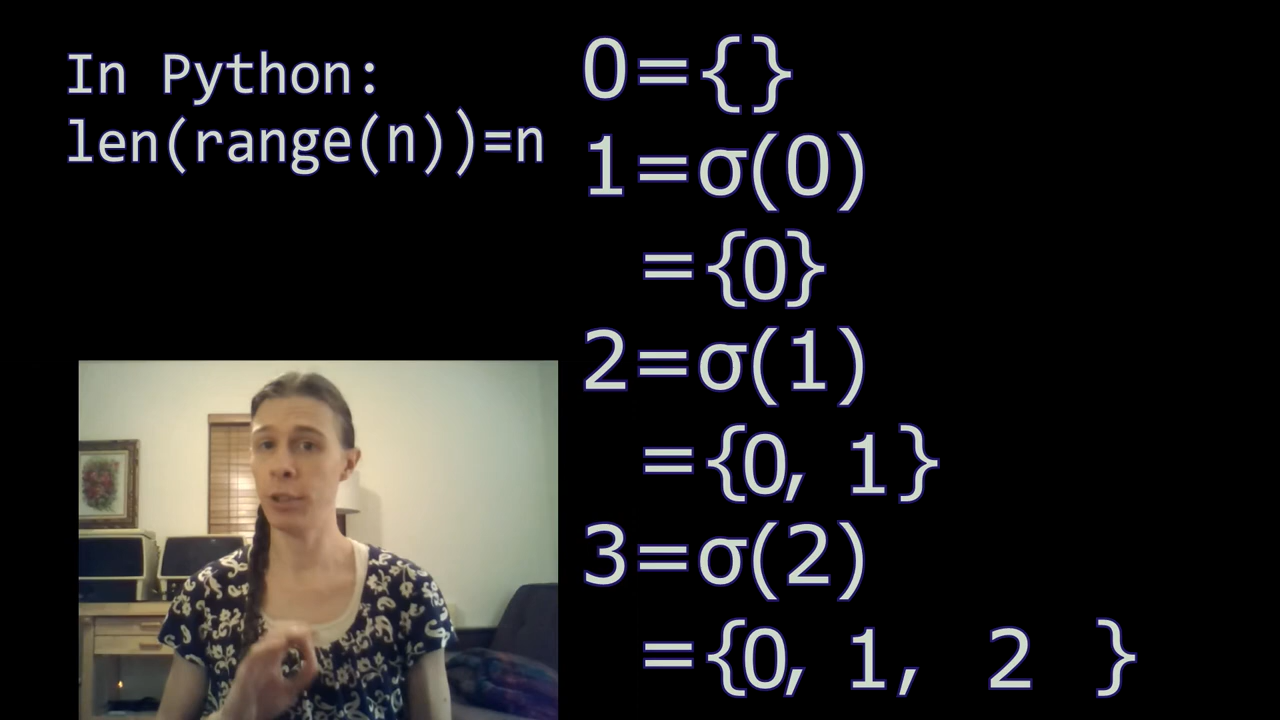 In Python:
len(range(n))=n
0={}
1=σ(0)
={0}
2=σ(1)
={0, 1}
3=σ(2)
={0, 1, 2 }